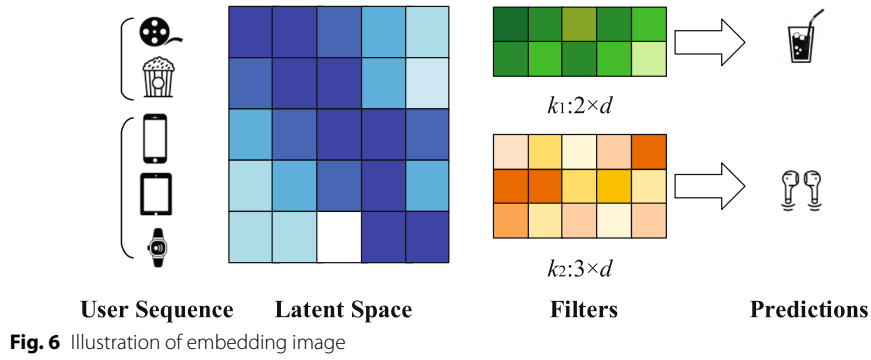 k1:2×d
k2:3×d
User Sequence Latent Space Filters Predictions
Fig. 6 Illustration of embedding image